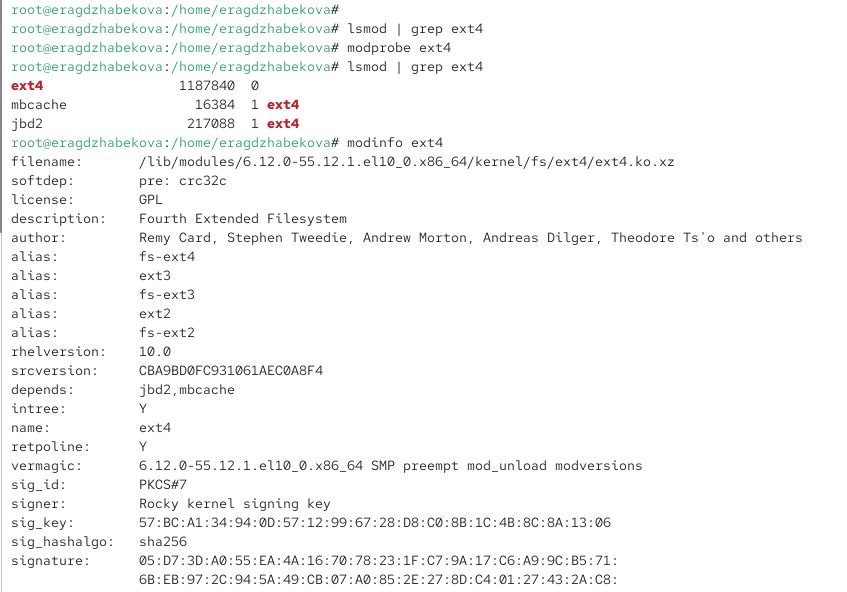 root@eragdzhabekova:/home/eragdzhabekova#
root@eragdzhabekova:/home/eragdzhabekova# lsmod | grep ext4
root@eragdzhabekova:/home/eragdzhabekova# modprobe ext4
root@eragdzhabekova:/home/eragdzhabekova# lsmod | grep ext4
ext4                 1187840  0
mbcache                16384  1 ext4
jbd2                  217088  1 ext4
root@eragdzhabekova:/home/eragdzhabekova# modinfo ext4
filename:       /lib/modules/6.12.0-55.12.1.el10_0.x86_64/kernel/fs/ext4/ext4.ko.xz
softdep:        pre: crc32c
license:        GPL
description:    Fourth Extended Filesystem
author:         Remy Card, Stephen Tweedie, Andrew Morton, Andreas Dilger, Theodore Ts'o and others
alias:          fs-ext4
alias:          ext3
alias:          fs-ext3
alias:          ext2
alias:          fs-ext2
rhelversion:    10.0
srcversion:     CBA9BD0FC931061AEC0A8F4
depends:        jbd2,mbcache
intree:         Y
name:           ext4
retpoline:      Y
vermagic:       6.12.0-55.12.1.el10_0.x86_64 SMP preempt mod_unload modversions
sig_id:         PKCS#7
signer:         Rocky kernel signing key
sig_key:        57:BC:A1:34:94:0D:57:12:99:67:28:D8:C0:8B:1C:4B:8C:8A:13:06
sig_hashalgo:   sha256
signature:      05:D7:3D:A0:55:EA:4A:16:70:78:23:1F:C7:9A:17:C6:A9:9C:B5:71:
                6B:EB:97:2C:94:5A:49:CB:07:A0:85:2E:27:8D:C4:01:27:43:2A:C8: